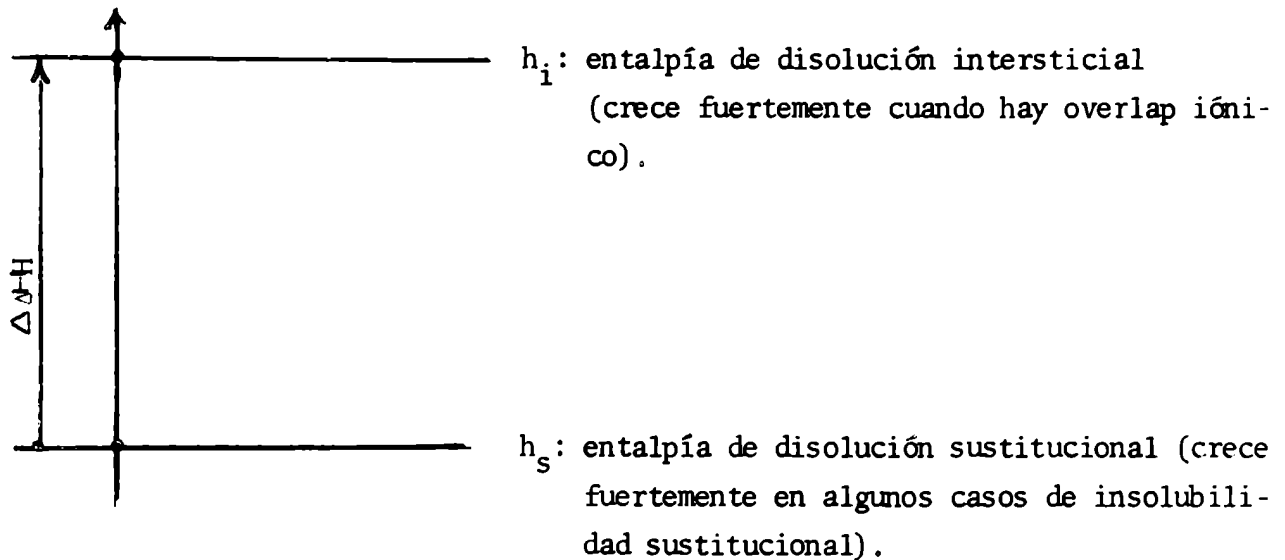 h_i: entalpía de disolución intersticial
(crece fuertemente cuando hay overlap ióni-
co).
ΔH
h_s: entalpía de disolución sustitucional (crece
fuertemente en algunos casos de insolubili-
dad sustitucional).